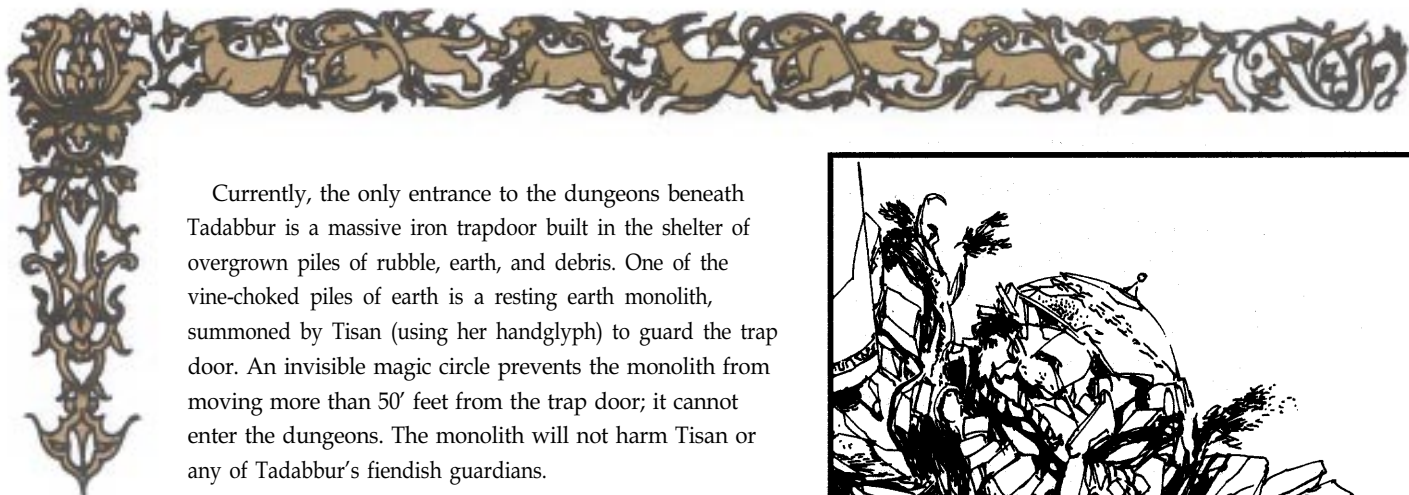 Currently, the only entrance to the dungeons beneath
Tadabbur is a massive iron trapdoor built in the shelter of
overgrown piles of rubble, earth, and debris. One of the
vine-choked piles of earth is a resting earth monolith,
summoned by Tisan (using her handglyph) to guard the trap
door. An invisible magic circle prevents the monolith from
moving more than 50′ feet from the trap door; it cannot
enter the dungeons. The monolith will not harm Tisan or
any of Tadabbur’s fiendish guardians.